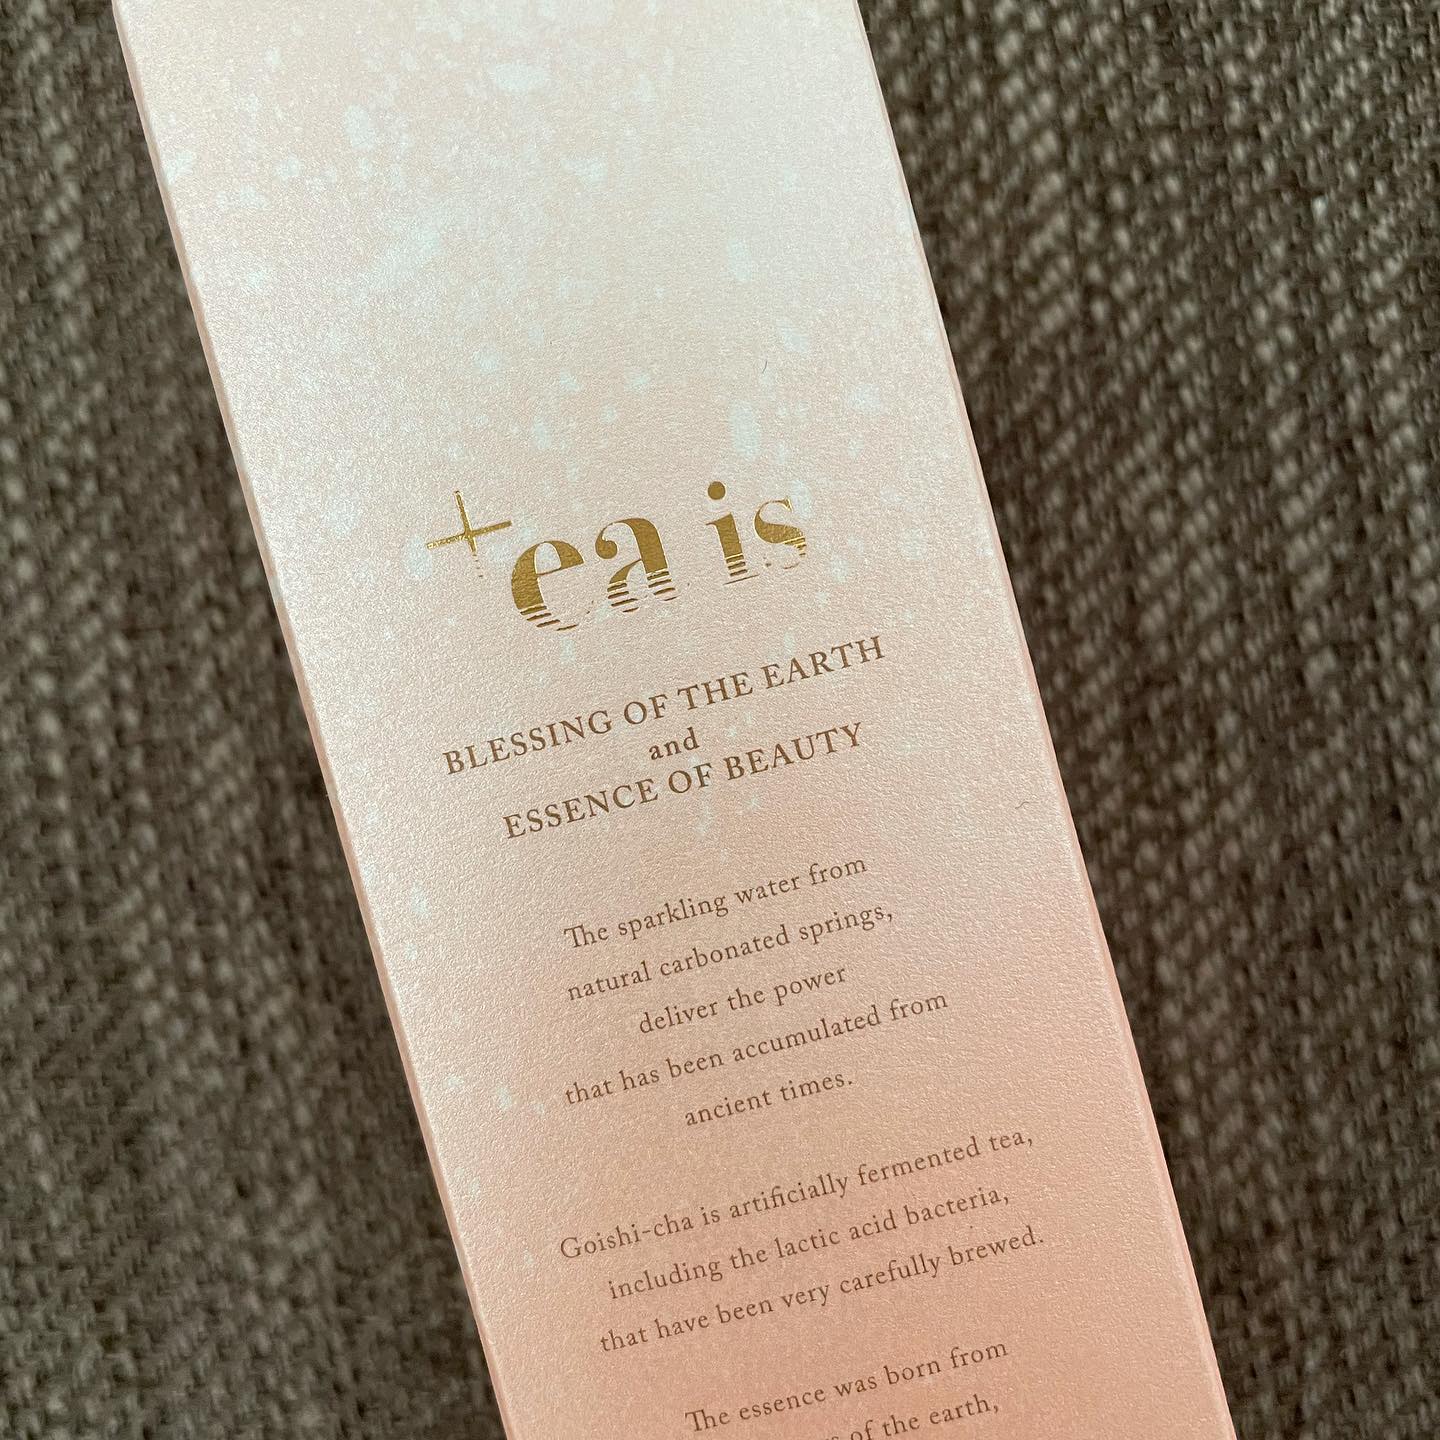 +ea is
BLESSING OF THE EARTH
and
ESSENCE OF BEAUTY
The sparkling water from
natural carbonated springs,
deliver the power
that has been accumulated from
ancient times.
Goishi-cha is artificially fermented tea,
including the lactic acid bacteria,
that have been very carefully brewed.
The essence was born from
of the earth,